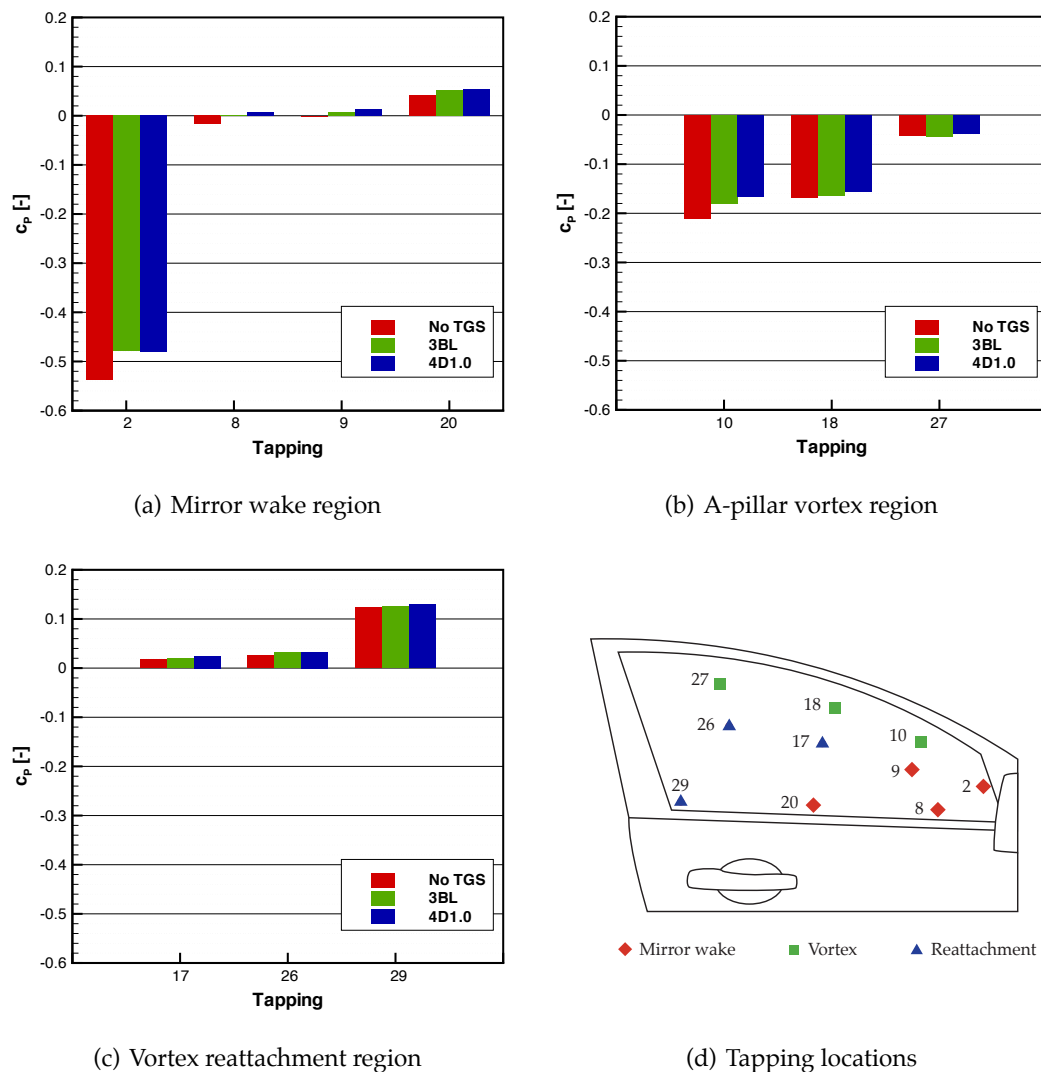 0.2
0.1
0
-0.1
-0.2
-0.3
-0.4
-0.5
-0.6
cP [-]
No TGS
3BL
4D1.0
2 8 9 20
Tapping
(a) Mirror wake region
0.2
0.1
0
-0.1
-0.2
-0.3
-0.4
-0.5
-0.6
cP [-]
No TGS
3BL
4D1.0
10 18 27
Tapping
(b) A-pillar vortex region
0.2
0.1
0
-0.1
-0.2
-0.3
-0.4
-0.5
-0.6
cP [-]
No TGS
3BL
4D1.0
17 26 29
Tapping
(c) Vortex reattachment region
27
18
26
17
10
9
2
29
20
8
Mirror wake Vortex Reattachment
(d) Tapping locations